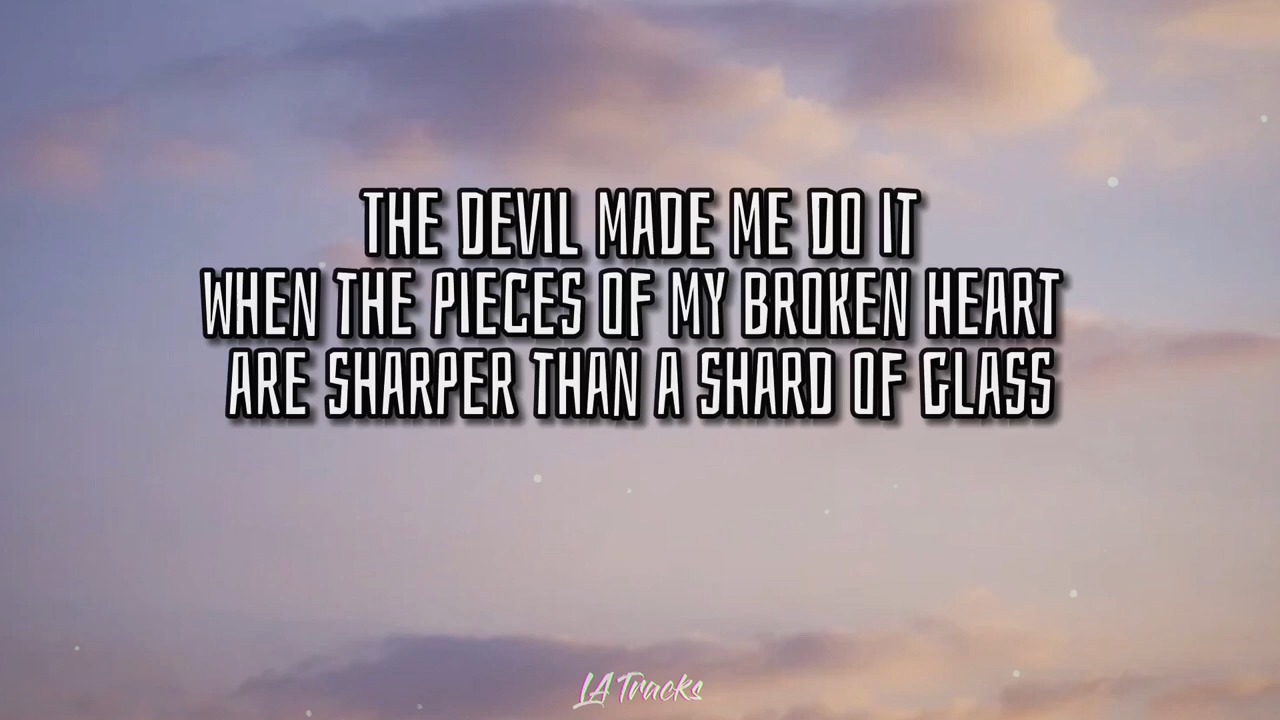 THE DEVIL MADE ME DO IT
WHEN THE PIECES OF MY BROKEN HEART
ARE SHARPER THAN A SHARD OF GLASS
LA Tracks